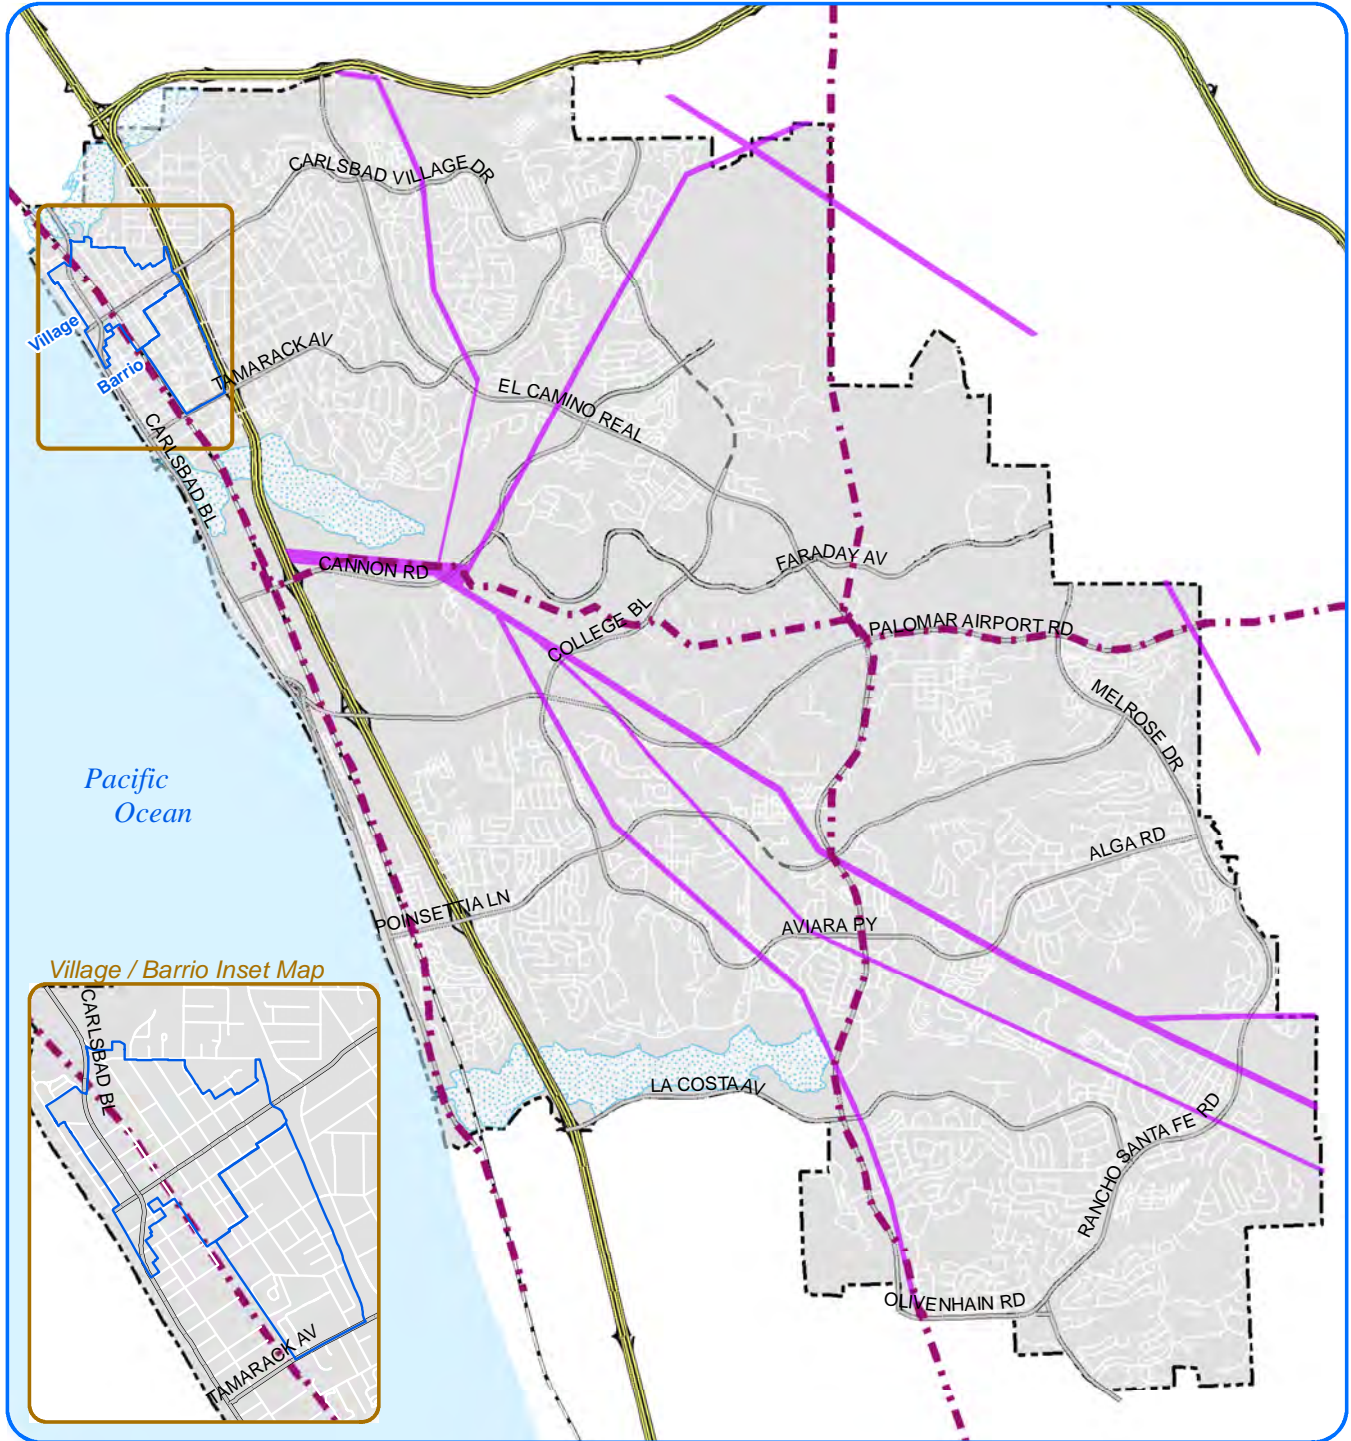 CARLSBAD VILLAGE DR
Village
Barrio
TAMARACK AV
EL CAMINO REAL
CARLSBAD BL
CANNON RD
FARADAY AV
COLLEGE BL
PALOMAR AIRPORT RD
MELROSE DR
Pacific
Ocean
ALGA RD
POINSETTIA LN
AVIARA PY
Village / Barrio Inset Map
CARLSBAD BL
LA COSTA AV
RANCHO SANTA FE RD
OLIVENHAIN RD
TAMARACK AV